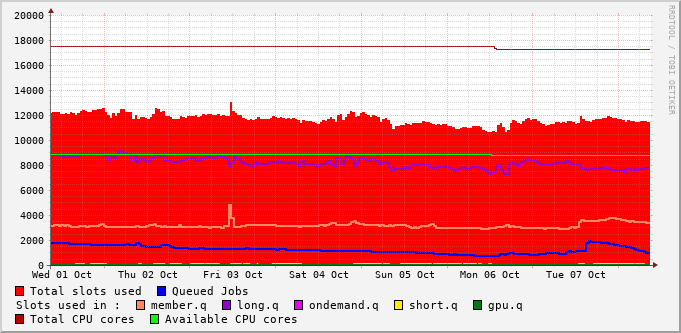 20000
18000
16000
14000
12000
10000
8000
6000
4000
2000
0
Wed 01 Oct Thu 02 Oct Fri 03 Oct Sat 04 Oct Sun 05 Oct Mon 06 Oct Tue 07 Oct
RRDTOOL / TOBI OETIKER
Total slots used Queued Jobs
Slots used in : member.q long.q ondemand.q short.q gpu.q
Total CPU cores Available CPU cores